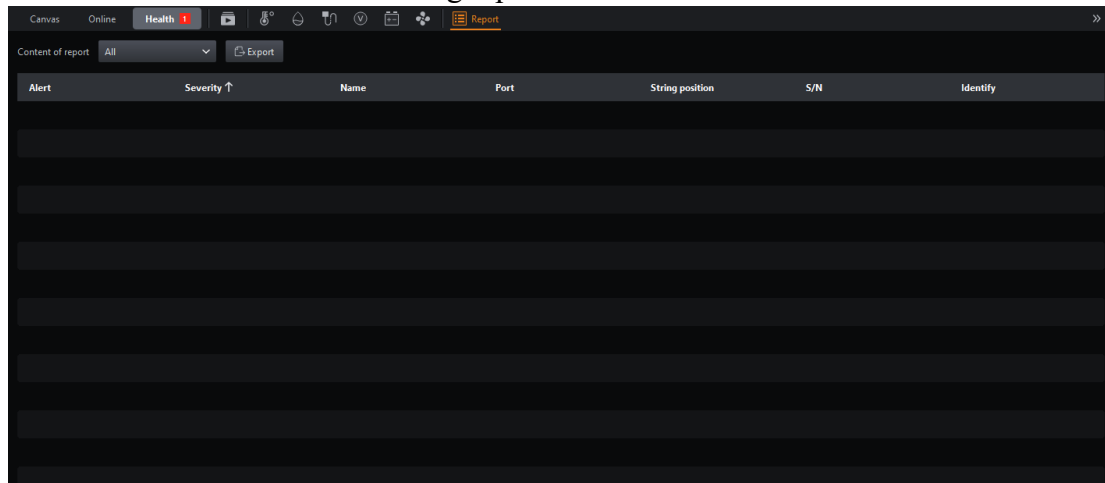 Canvas Online Health 1 Report
Content of report All Export
Alert Severity Name Port String position S/N Identify